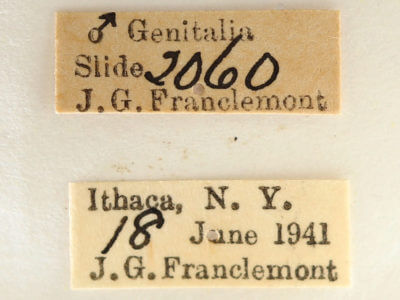 ♂ Genitalia
Slide 2060
J. G. Franclemont
Ithaca, N. Y.
18 June 1941
J. G. Franclemont